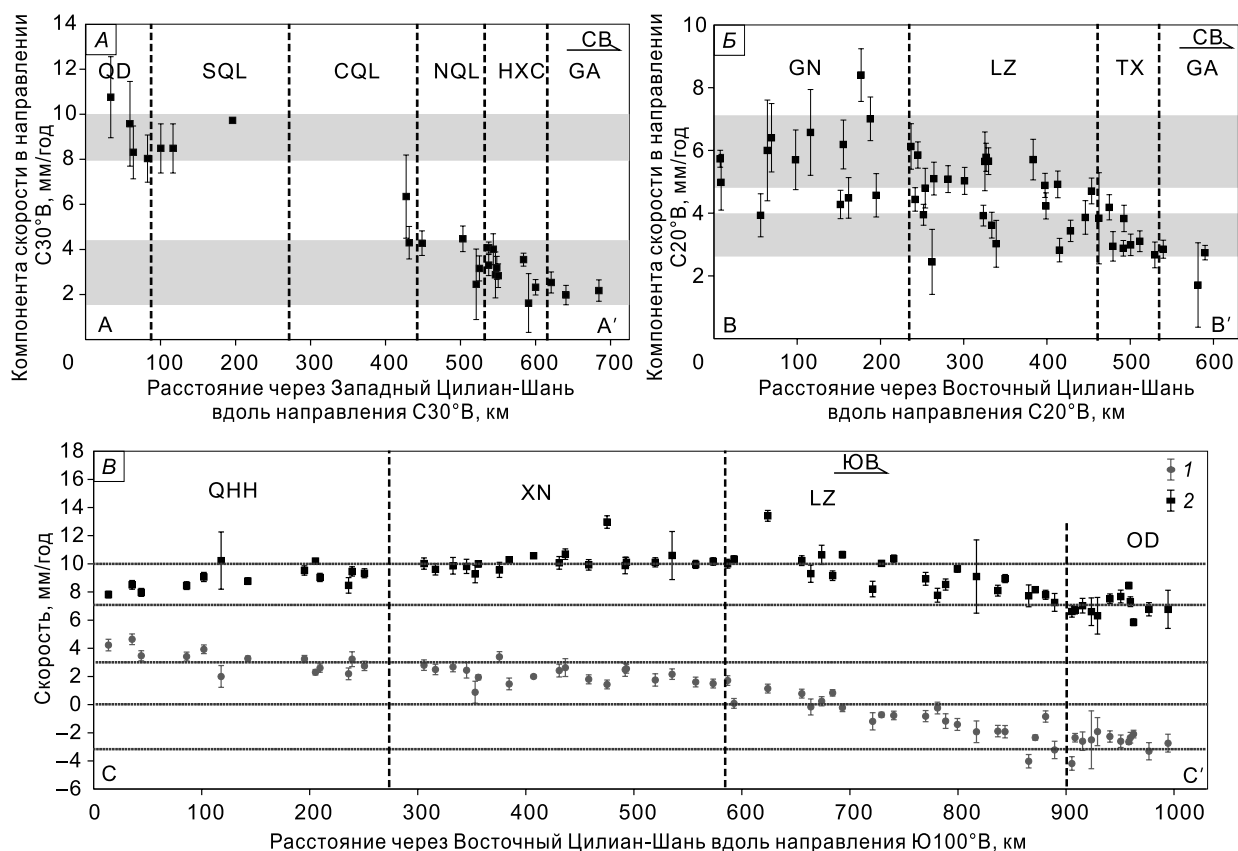 А
СВ
QD
SQL
CQL
NQL
HXC
GA
14
12
10
8
6
4
2
0
Компонента скорости в направлении
С30°В, мм/год
A
A′
0
100
200
300
400
500
600
700
Расстояние через Западный Цилиан-Шань
вдоль направления С30°В, км
Б
СВ
GN
LZ
TX
GA
10
8
6
4
2
Компонента скорости в направлении
С20°В, мм/год
B
B′
0
100
200
300
400
500
600
Расстояние через Восточный Цилиан-Шань
вдоль направления С20°В, км
В
ЮВ
1
2
QHH
XN
LZ
OD
18
16
14
12
10
8
6
4
2
0
–2
–4
–6
Скорость, мм/год
C
C′
0
100
200
300
400
500
600
700
800
900
1000
Расстояние через Восточный Цилиан-Шань вдоль направления Ю100°В, км